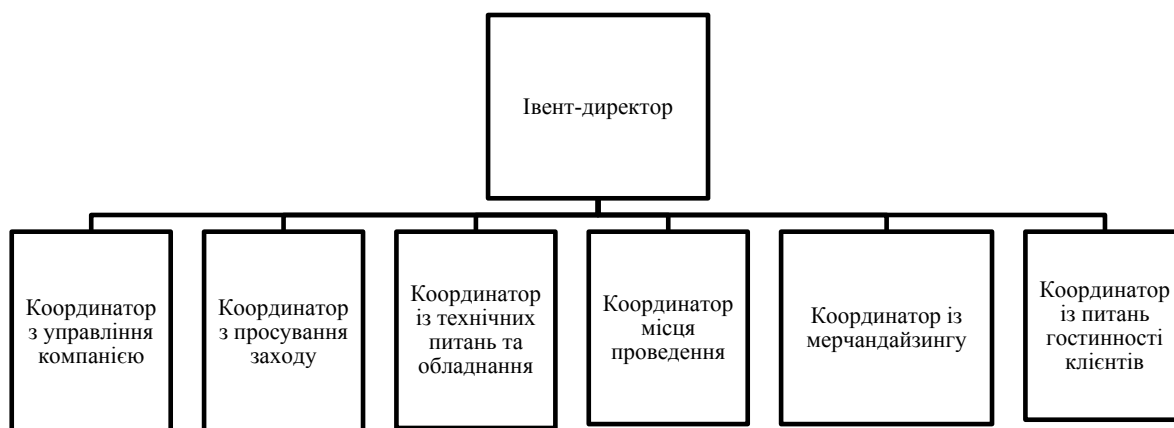 Івент-директор
Координатор
з управління
компанією
Координатор
з просування
заходу
Координатор
із технічних
питань та
обладнання
Координатор
місця
проведення
Координатор із
мерчандайзингу
Координатор
із питань
гостинності
клієнтів